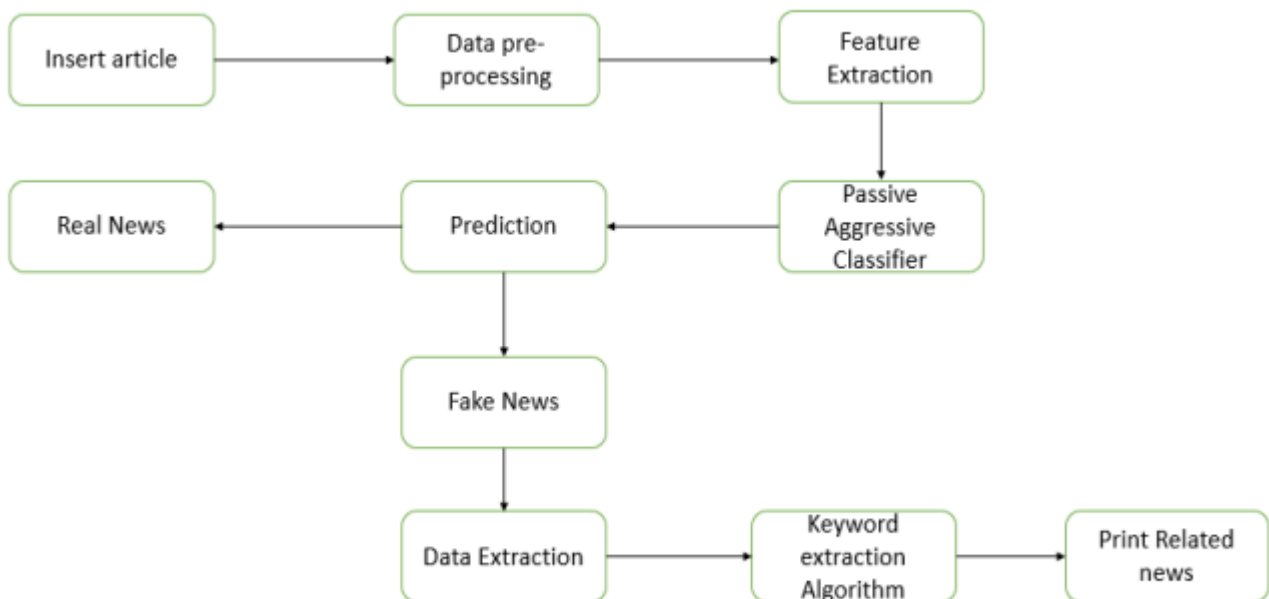 Insert article
Data pre-
processing
Feature
Extraction
Real News
Prediction
Passive
Aggressive
Classifier
Fake News
Data Extraction
Keyword
extraction
Algorithm
Print Related
news